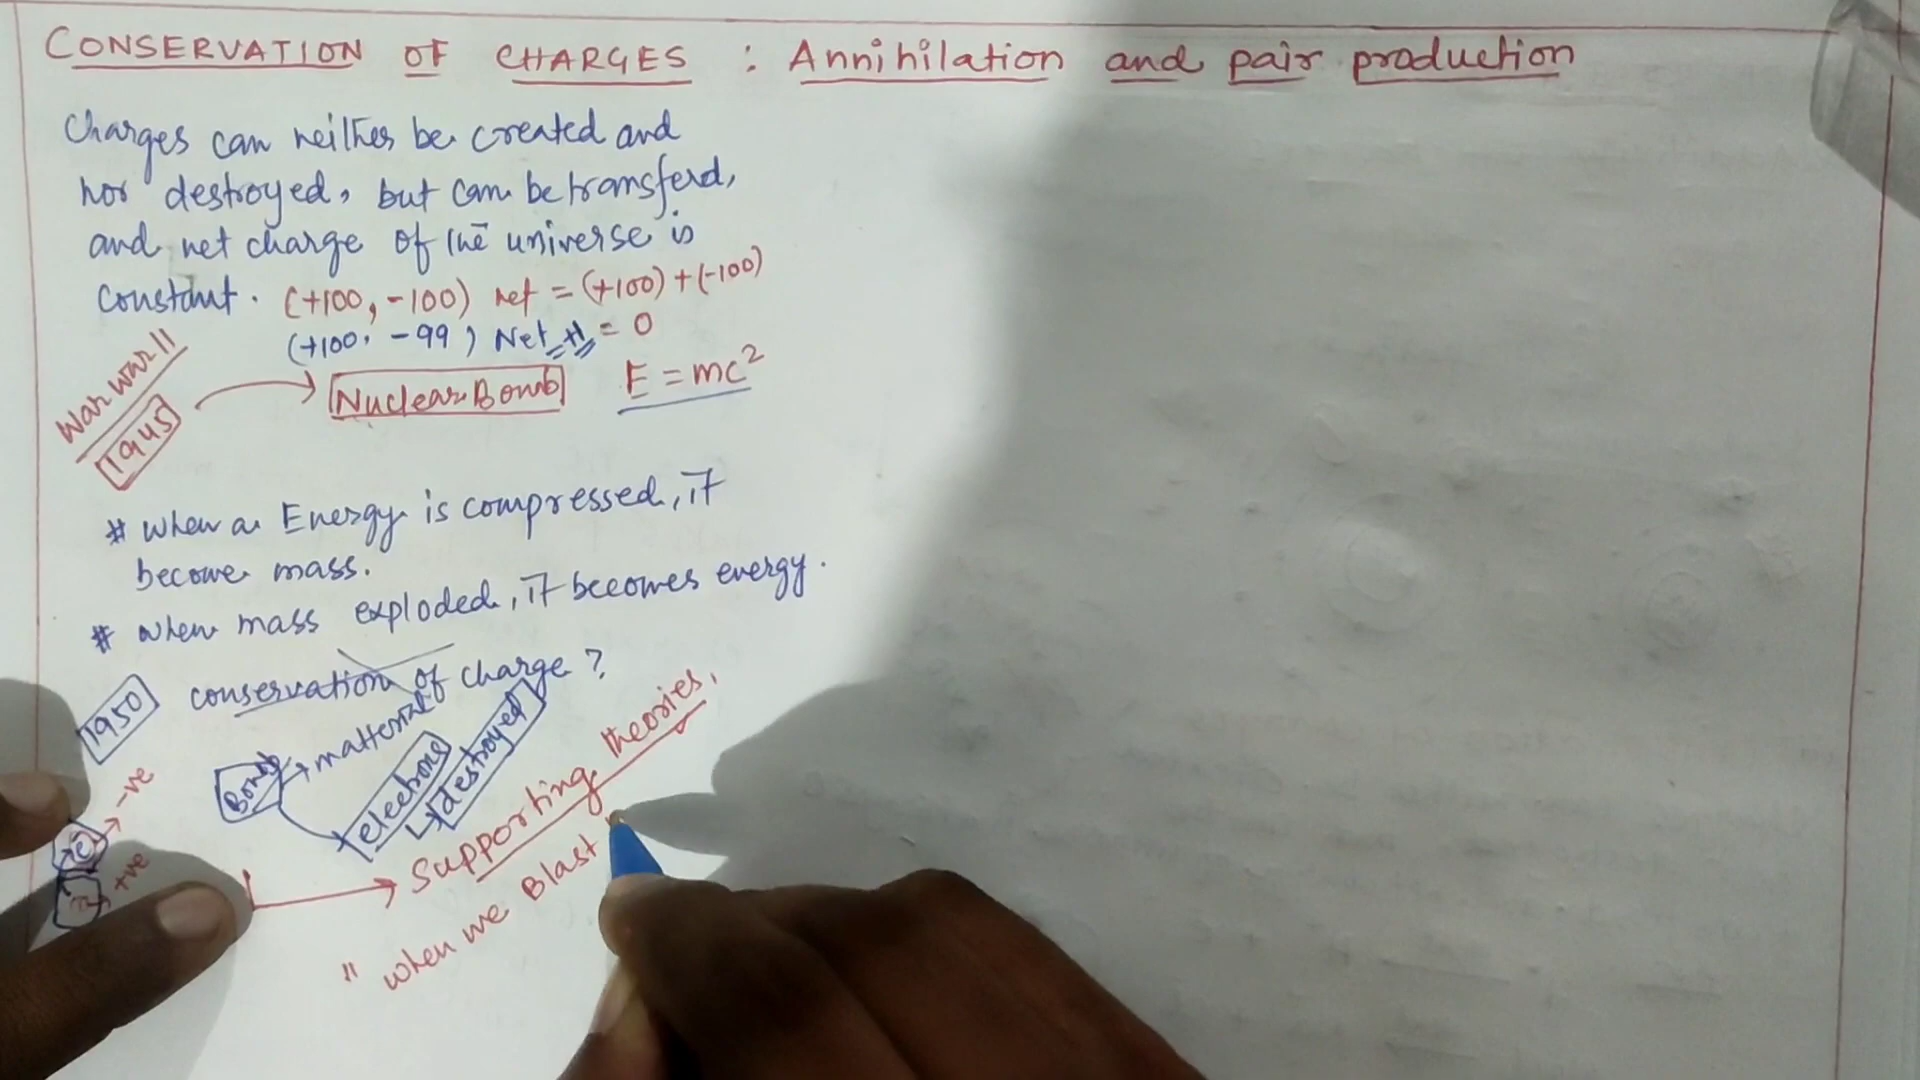 CONSERVATION OF CHARGES : Annihilation and pair production
Charges can neither be created and
nor destroyed, but can be transferd,
and net charge of the universe is
constant. (+100, -100) net = (+100) + (-100)
(+100, -99) Net +1 = 0
War War II
1945
Nuclear Bomb E = mc²
# When a Energy is compressed, it
become mass.
# When mass exploded, it becomes energy.
1950 conservation of charge ?
Bomb material
electrons
destroyed
-ve
e
+ve
Supporting theories,
" when we Blast